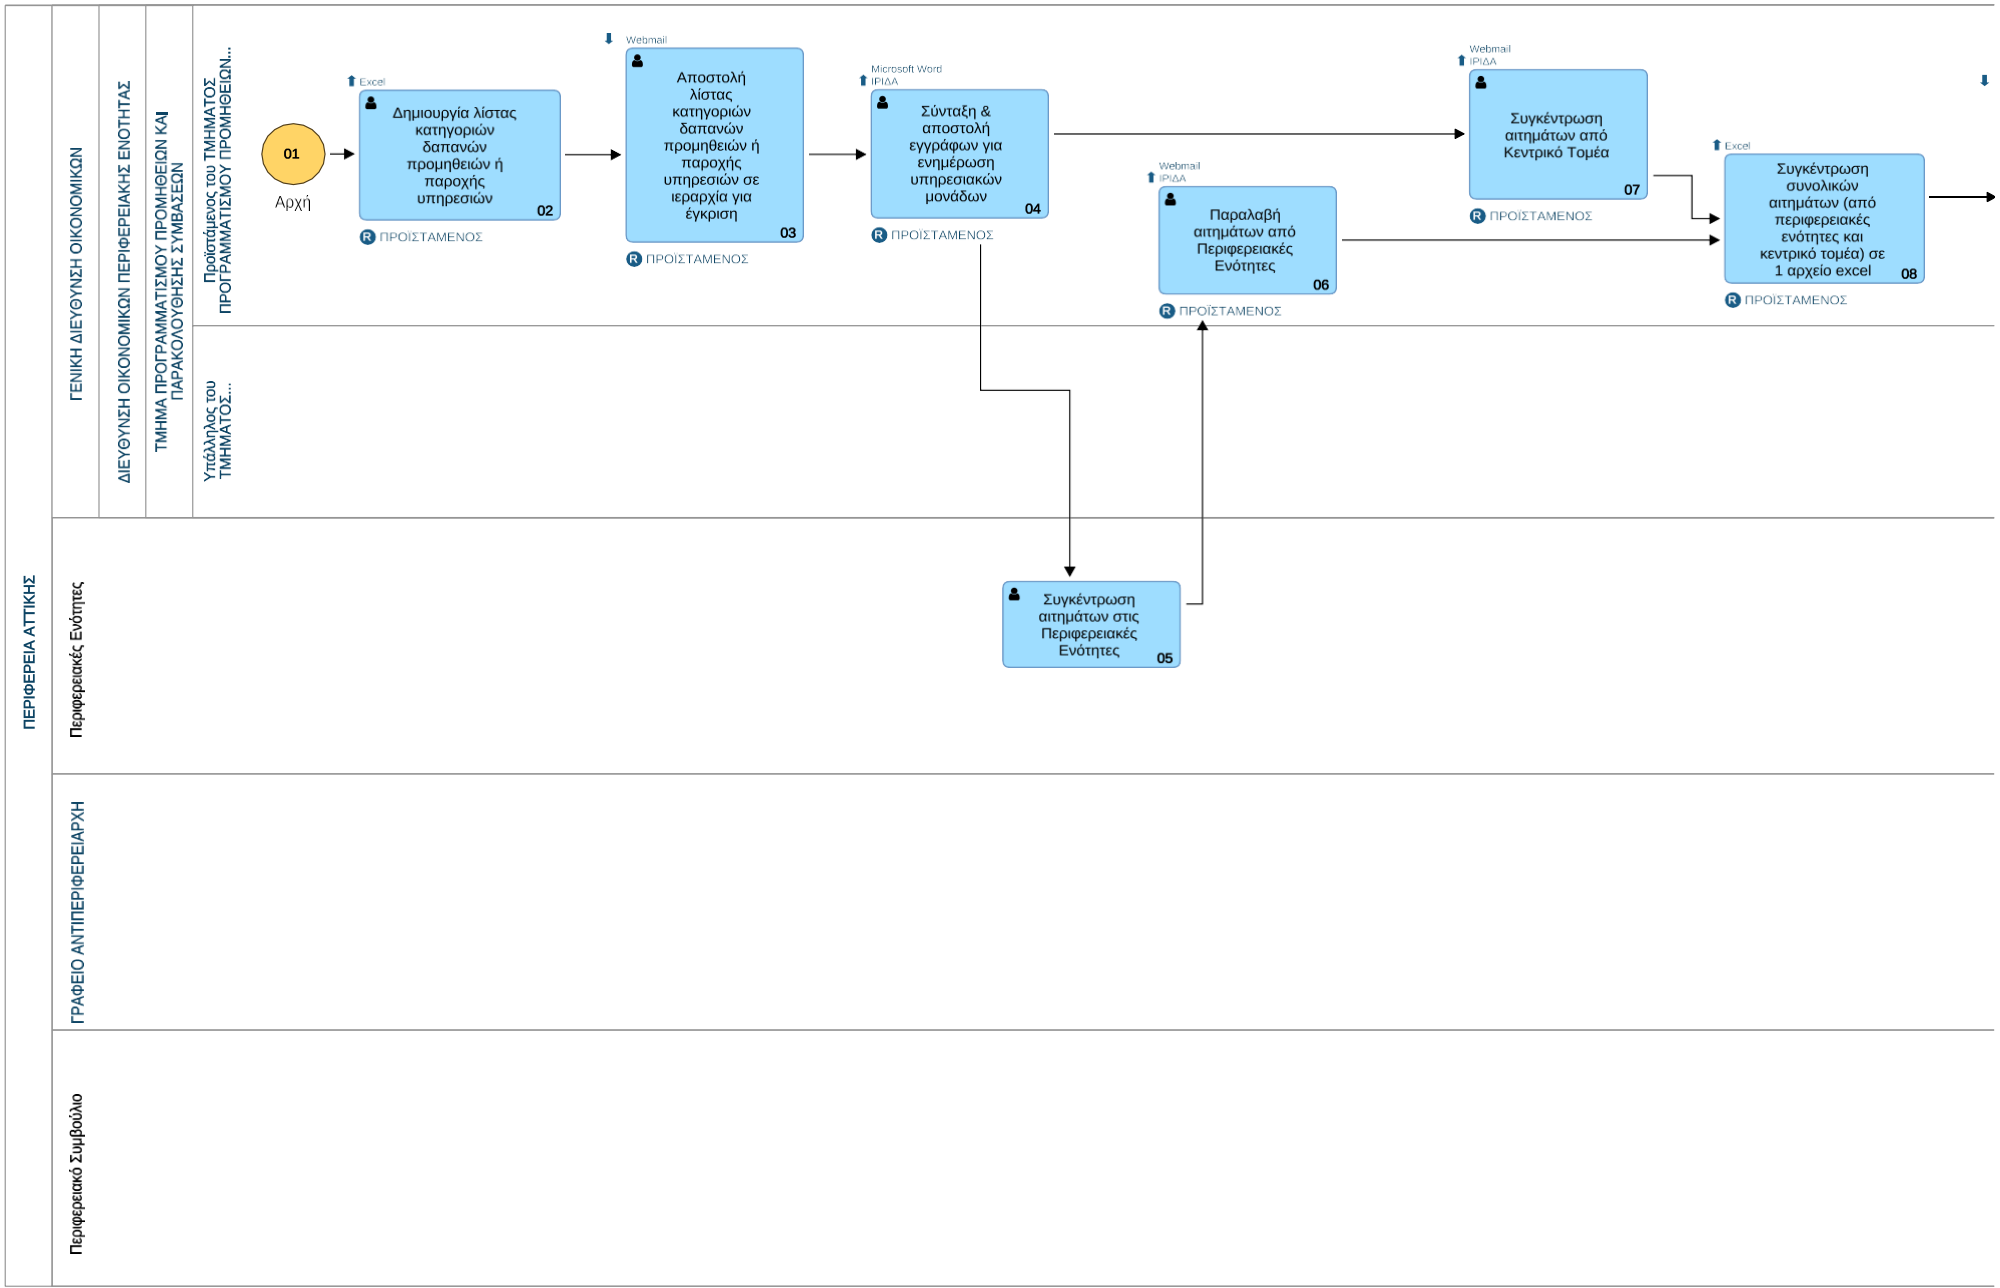 ΠΕΡΙΦΕΡΕΙΑ ΑΤΤΙΚΗΣ
ΓΕΝΙΚΗ ΔΙΕΥΘΥΝΣΗ ΟΙΚΟΝΟΜΙΚΩΝ
ΔΙΕΥΘΥΝΣΗ ΟΙΚΟΝΟΜΙΚΩΝ ΠΕΡΙΦΕΡΕΙΑΚΗΣ ΕΝΟΤΗΤΑΣ
ΤΜΗΜΑ ΠΡΟΓΡΑΜΜΑΤΙΣΜΟΥ ΠΡΟΜΗΘΕΙΩΝ ΚΑΙ
ΠΑΡΑΚΟΛΟΥΘΗΣΗΣ ΣΥΜΒΑΣΕΩΝ
Προϊστάμενος του ΤΜΗΜΑΤΟΣ
ΠΡΟΓΡΑΜΜΑΤΙΣΜΟΥ ΠΡΟΜΗΘΕΙΩΝ...
01
Αρχή
Excel
Δημιουργία λίστας
κατηγοριών
δαπανών
προμηθειών ή
παροχής
υπηρεσιών
02
R ΠΡΟΪΣΤΑΜΕΝΟΣ
Webmail
Αποστολή
λίστας
κατηγοριών
δαπανών
προμηθειών ή
παροχής
υπηρεσιών σε
ιεραρχία για
έγκριση
03
R ΠΡΟΪΣΤΑΜΕΝΟΣ
Microsoft Word
ΙΡΙΔΑ
Σύνταξη &
αποστολή
εγγράφων για
ενημέρωση
υπηρεσιακών
μονάδων
04
R ΠΡΟΪΣΤΑΜΕΝΟΣ
Webmail
ΙΡΙΔΑ
Παραλαβή
αιτημάτων από
Περιφερειακές
Ενότητες
06
R ΠΡΟΪΣΤΑΜΕΝΟΣ
Webmail
ΙΡΙΔΑ
Συγκέντρωση
αιτημάτων από
Κεντρικό Τομέα
07
R ΠΡΟΪΣΤΑΜΕΝΟΣ
Excel
Συγκέντρωση
συνολικών
αιτημάτων (από
περιφερειακές
ενότητες και
κεντρικό τομέα) σε
1 αρχείο excel
08
R ΠΡΟΪΣΤΑΜΕΝΟΣ
Υπάλληλος του
ΤΜΗΜΑΤΟΣ...
Περιφερειακές Ενότητες
Συγκέντρωση
αιτημάτων στις
Περιφερειακές
Ενότητες
05
ΓΡΑΦΕΙΟ ΑΝΤΙΠΕΡΙΦΕΡΕΙΑΡΧΗ
Περιφερειακό Συμβούλιο